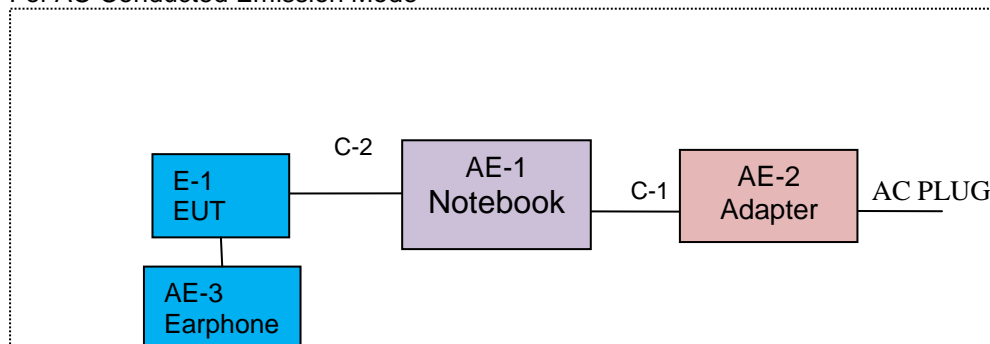 For AC Conducted Emission Mode
C-2
E-1
EUT
AE-1
Notebook
C-1
AE-2
Adapter
AC PLUG
AE-3
Earphone